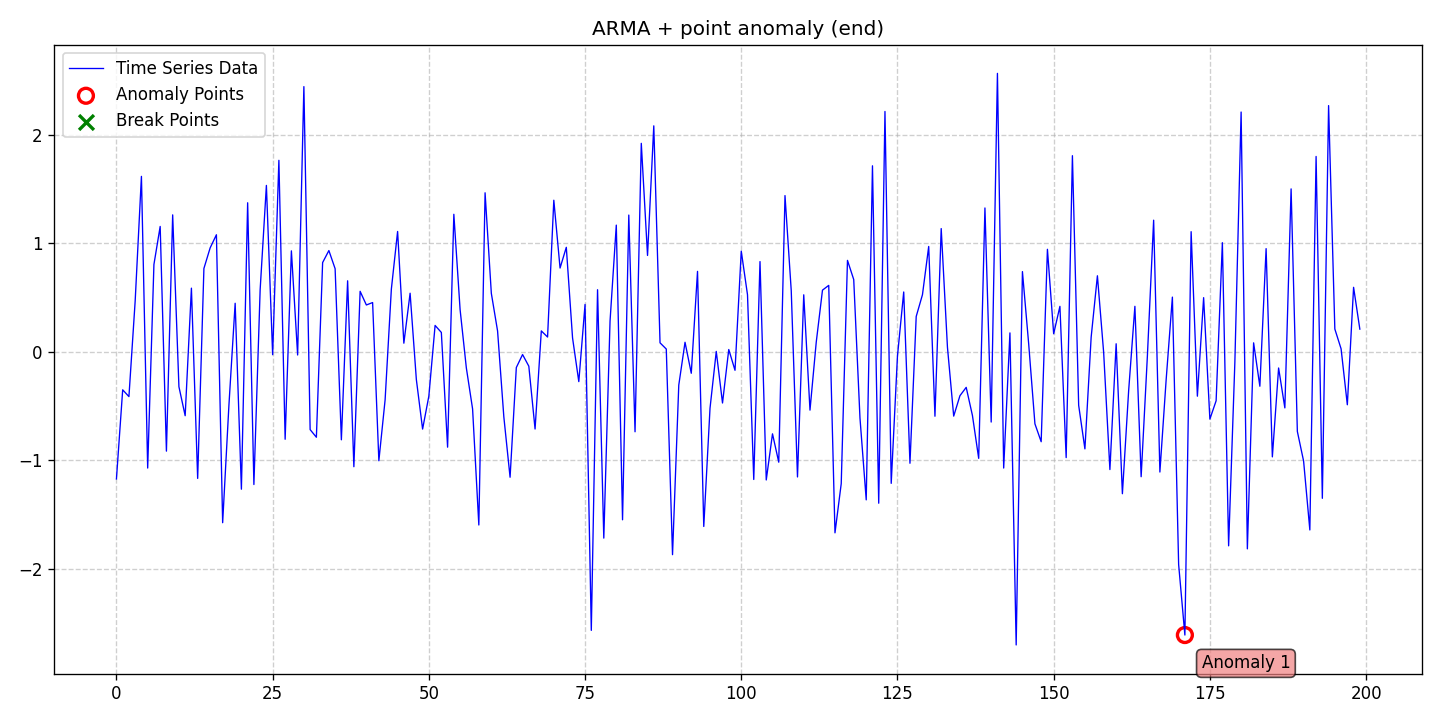 ARMA + point anomaly (end)
Time Series Data
Anomaly Points
Break Points
2
1
0
−1
−2
Anomaly 1
0 25 50 75 100 125 150 175 200